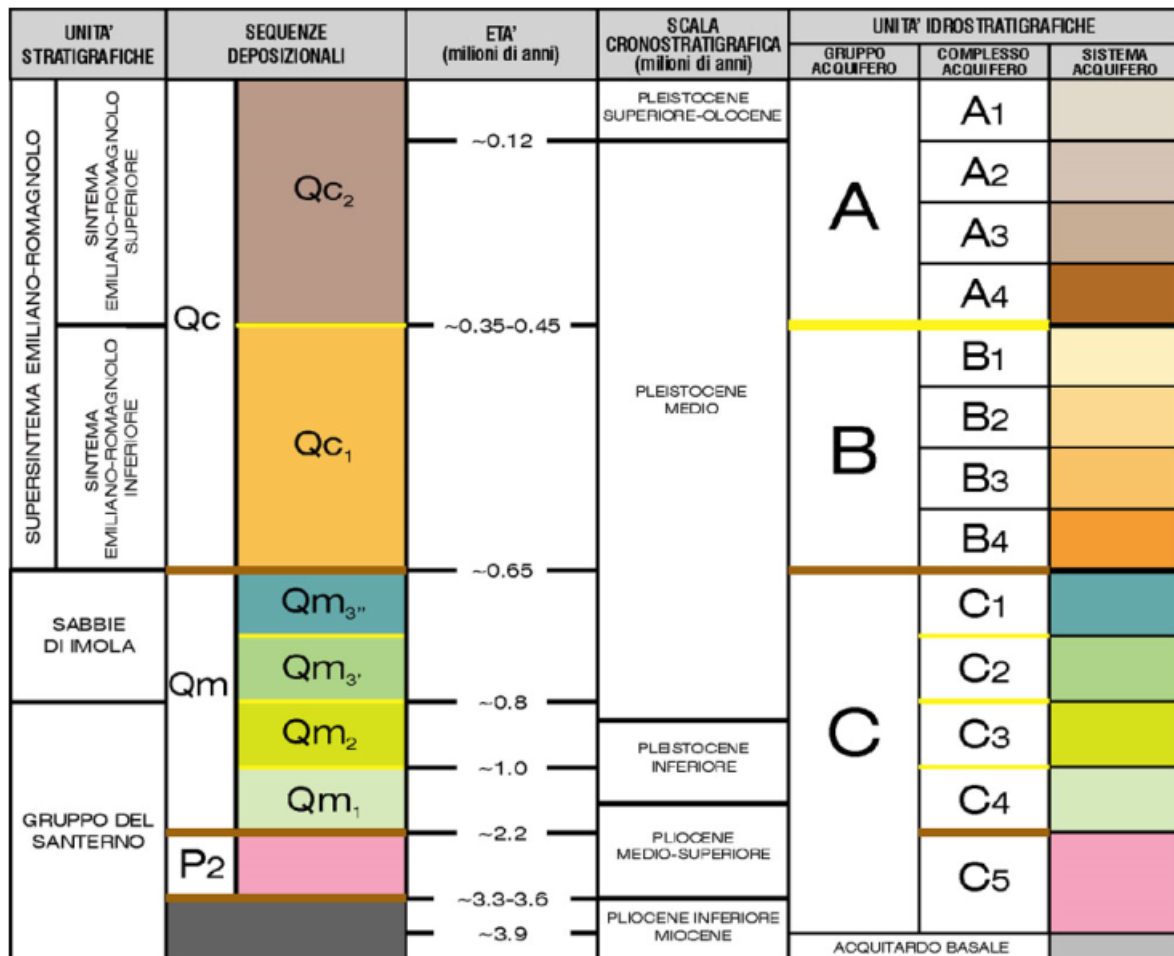 UNITA'
STRATIGRAFICHE
SEQUENZE
DEPOSIZIONALI
ETA'
(milioni di anni)
SCALA
CRONOSTRATIGRAFICA
(milioni di anni)
UNITA' IDROSTRATIGRAFICHE
GRUPPO
ACQUIFERO
COMPLESSO
ACQUIFERO
SISTEMA
ACQUIFERO
SUPERSINTEMA EMILIANO-ROMAGNOLO
SINTEMA
EMILIANO-ROMAGNOLO
SUPERIORE
SINTEMA
EMILIANO-ROMAGNOLO
INFERIORE
SABBIE
DI IMOLA
GRUPPO DEL
SANTERNO
Qc
Qm
P2
Qc2
Qc1
Qm3''
Qm3'
Qm2
Qm1
~0.12
~0.35-0.45
~0.65
~0.8
~1.0
~2.2
~3.3-3.6
~3.9
PLEISTOCENE
SUPERIORE-OLOCENE
PLEISTOCENE
MEDIO
PLEISTOCENE
INFERIORE
PLIOCENE
MEDIO-SUPERIORE
PLIOCENE INFERIORE
MIOCENE
A
B
C
A1
A2
A3
A4
B1
B2
B3
B4
C1
C2
C3
C4
C5
ACQUITARDO BASALE